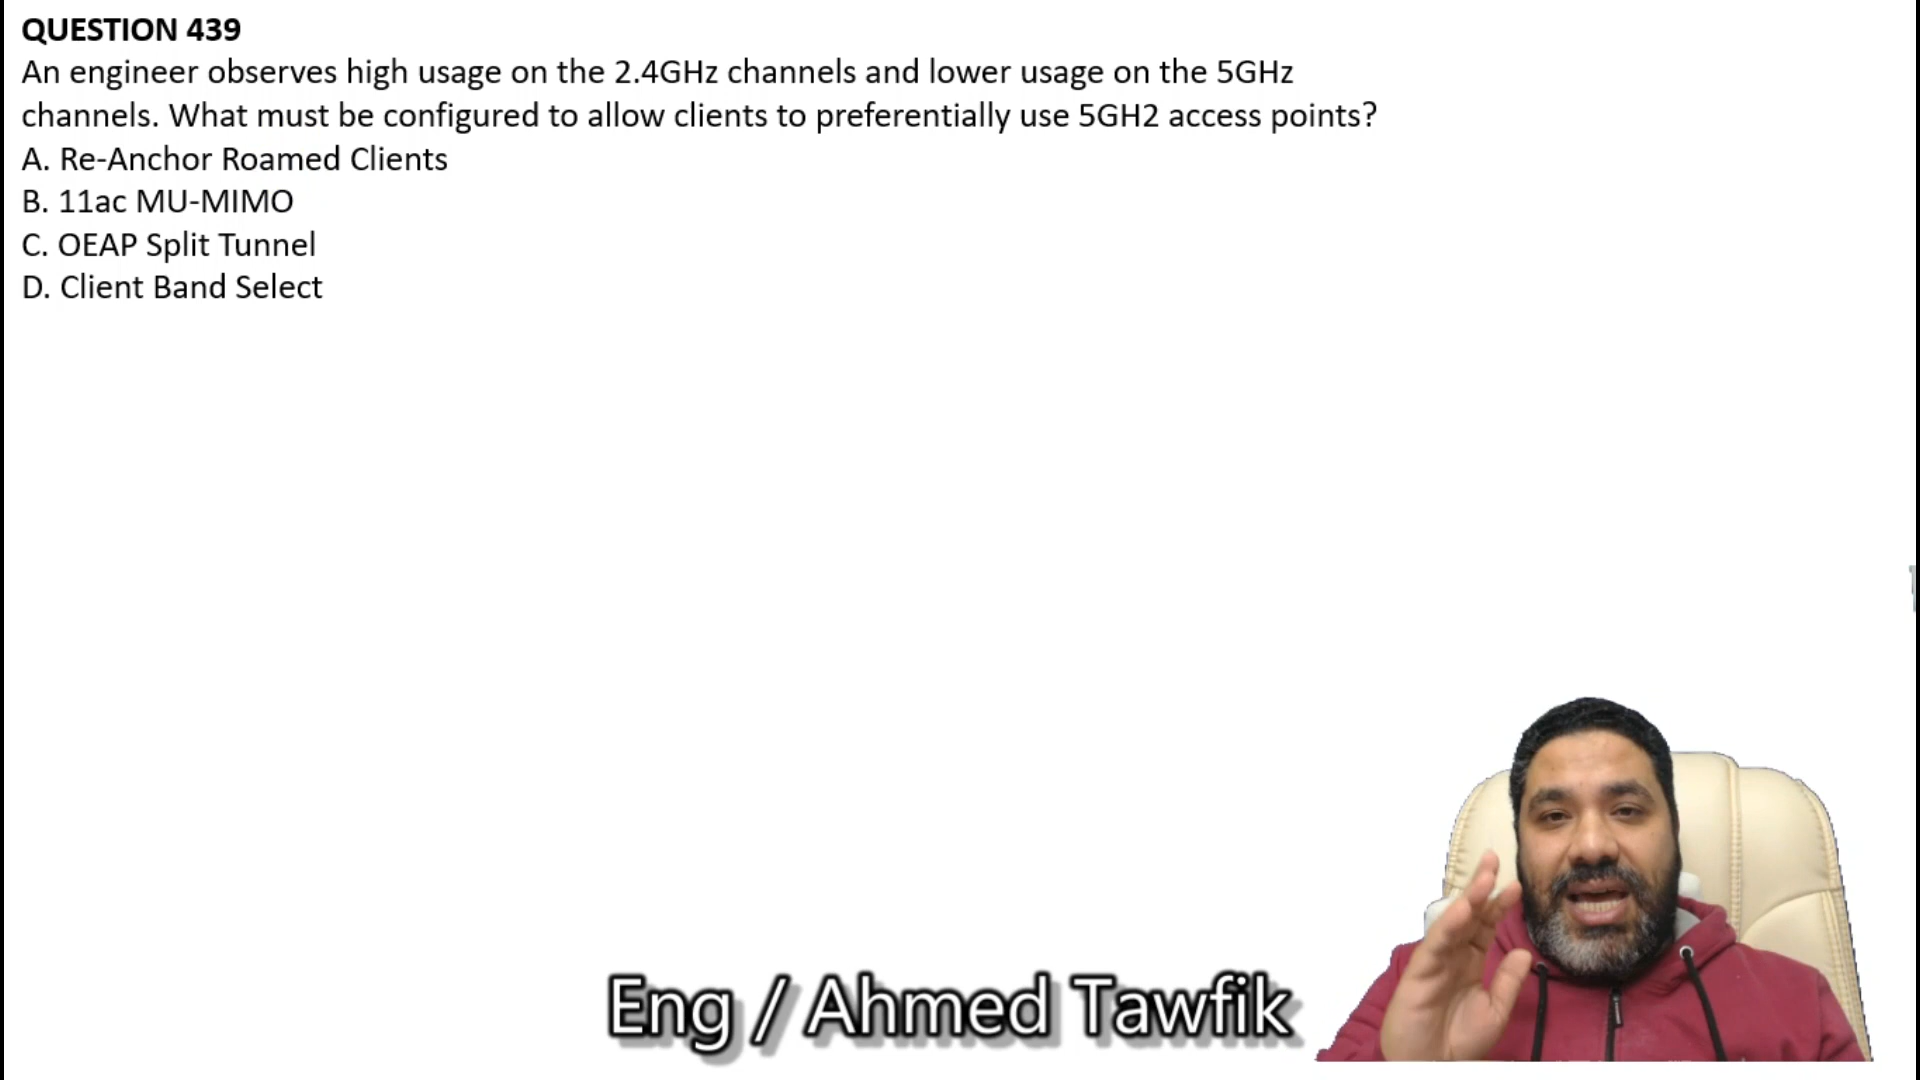 QUESTION 439
An engineer observes high usage on the 2.4GHz channels and lower usage on the 5GHz
channels. What must be configured to allow clients to preferentially use 5GH2 access points?
A. Re-Anchor Roamed Clients
B. 11ac MU-MIMO
C. OEAP Split Tunnel
D. Client Band Select
Eng / Ahmed Tawfik